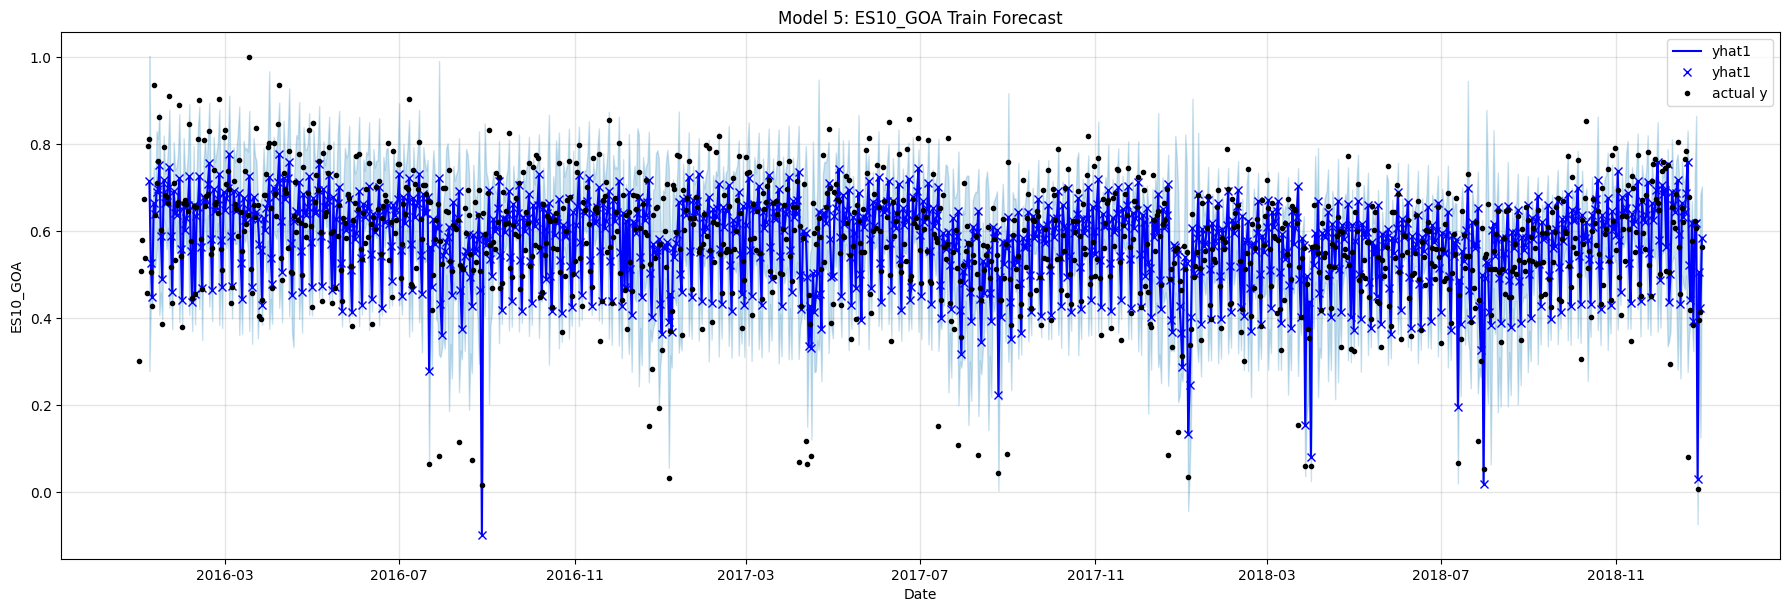 Model 5: ES10_GOA Train Forecast
yhat1
yhat1
actual y
1.0
0.8
0.6
0.4
0.2
0.0
ES10_GOA
2016-03
2016-07
2016-11
2017-03
2017-07
2017-11
2018-03
2018-07
2018-11
Date